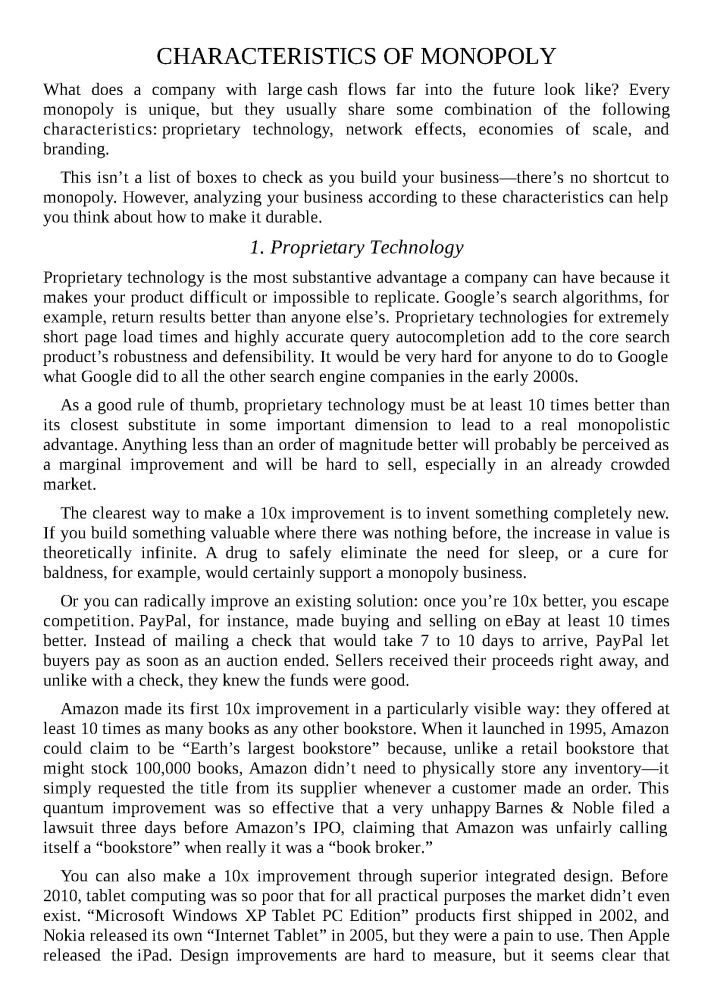 CHARACTERISTICS OF MONOPOLY
What does a company with large cash flows far into the future look like? Every
monopoly is unique, but they usually share some combination of the following
characteristics: proprietary technology, network effects, economies of scale, and
branding.
This isn’t a list of boxes to check as you build your business—there’s no shortcut to
monopoly. However, analyzing your business according to these characteristics can help
you think about how to make it durable.
1. Proprietary Technology
Proprietary technology is the most substantive advantage a company can have because it
makes your product difficult or impossible to replicate. Google’s search algorithms, for
example, return results better than anyone else’s. Proprietary technologies for extremely
short page load times and highly accurate query autocompletion add to the core search
product’s robustness and defensibility. It would be very hard for anyone to do to Google
what Google did to all the other search engine companies in the early 2000s.
As a good rule of thumb, proprietary technology must be at least 10 times better than
its closest substitute in some important dimension to lead to a real monopolistic
advantage. Anything less than an order of magnitude better will probably be perceived as
a marginal improvement and will be hard to sell, especially in an already crowded
market.
The clearest way to make a 10x improvement is to invent something completely new.
If you build something valuable where there was nothing before, the increase in value is
theoretically infinite. A drug to safely eliminate the need for sleep, or a cure for
baldness, for example, would certainly support a monopoly business.
Or you can radically improve an existing solution: once you’re 10x better, you escape
competition. PayPal, for instance, made buying and selling on eBay at least 10 times
better. Instead of mailing a check that would take 7 to 10 days to arrive, PayPal let
buyers pay as soon as an auction ended. Sellers received their proceeds right away, and
unlike with a check, they knew the funds were good.
Amazon made its first 10x improvement in a particularly visible way: they offered at
least 10 times as many books as any other bookstore. When it launched in 1995, Amazon
could claim to be “Earth’s largest bookstore” because, unlike a retail bookstore that
might stock 100,000 books, Amazon didn’t need to physically store any inventory—it
simply requested the title from its supplier whenever a customer made an order. This
quantum improvement was so effective that a very unhappy Barnes & Noble filed a
lawsuit three days before Amazon’s IPO, claiming that Amazon was unfairly calling
itself a “bookstore” when really it was a “book broker.”
You can also make a 10x improvement through superior integrated design. Before
2010, tablet computing was so poor that for all practical purposes the market didn’t even
exist. “Microsoft Windows XP Tablet PC Edition” products first shipped in 2002, and
Nokia released its own “Internet Tablet” in 2005, but they were a pain to use. Then Apple
released the iPad. Design improvements are hard to measure, but it seems clear that